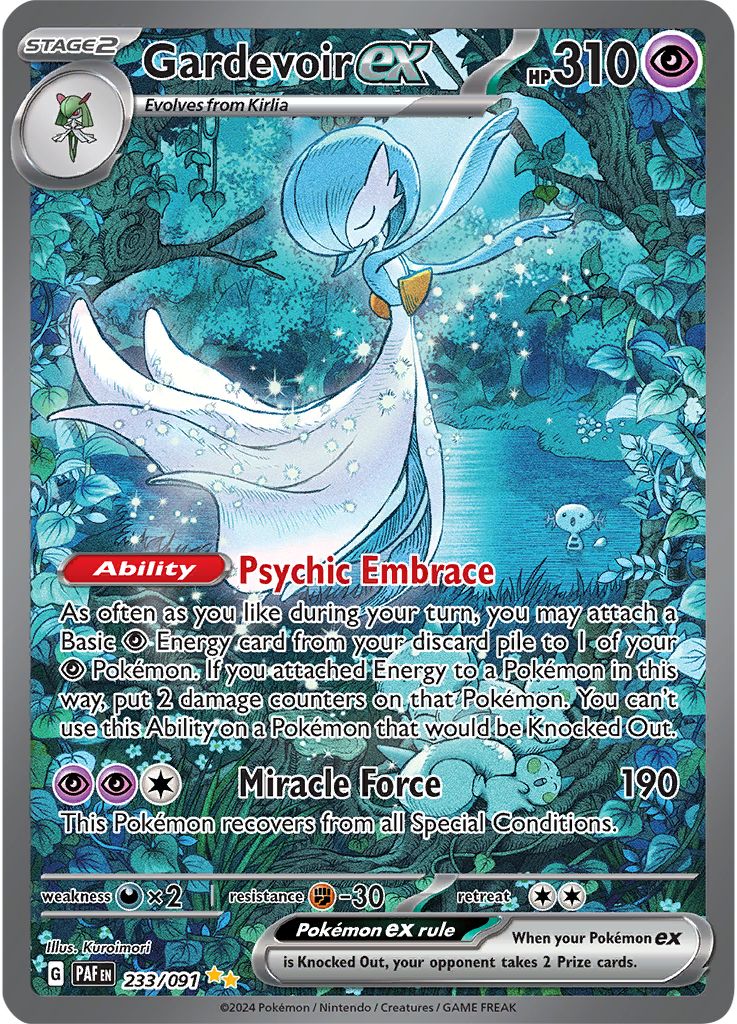 STAGE2
Gardevoir ex
HP310
Evolves from Kirlia
Ability Psychic Embrace
As often as you like during your turn, you may attach a
Basic Energy card from your discard pile to 1 of your
Pokémon. If you attached Energy to a Pokémon in this
way, put 2 damage counters on that Pokémon. You can't
use this Ability on a Pokémon that would be Knocked Out.
Miracle Force 190
This Pokémon recovers from all Special Conditions.
weakness ×2 resistance -30 retreat
Illus. Kuroimori
Pokémon ex rule When your Pokémon ex
is Knocked Out, your opponent takes 2 Prize cards.
G PAF EN 233/091
©2024 Pokémon / Nintendo / Creatures / GAME FREAK